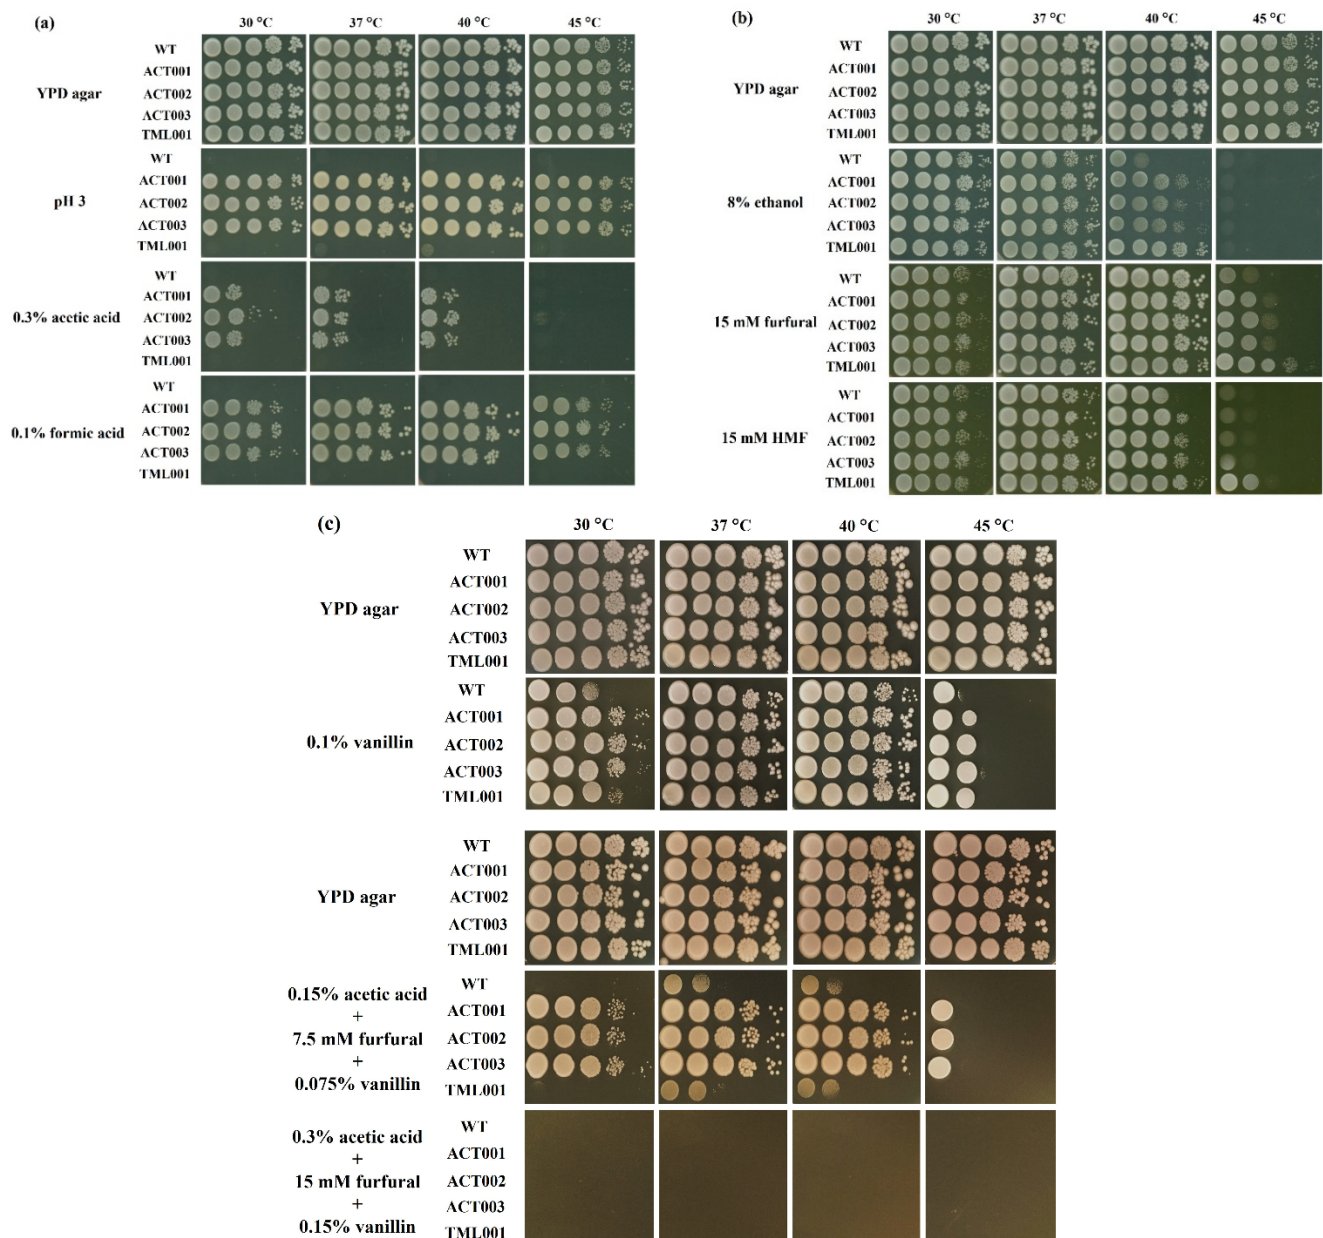 (a)
30 °C 37 °C 40 °C 45 °C
WT
ACT001
YPD agar
ACT002
ACT003
TML001
WT
ACT001
pH 3
ACT002
ACT003
TML001
WT
ACT001
0.3% acetic acid
ACT002
ACT003
TML001
WT
ACT001
0.1% formic acid
ACT002
ACT003
TML001
(b)
30 °C 37 °C 40 °C 45 °C
WT
ACT001
YPD agar
ACT002
ACT003
TML001
WT
ACT001
8% ethanol
ACT002
ACT003
TML001
WT
ACT001
15 mM furfural
ACT002
ACT003
TML001
WT
ACT001
15 mM HMF
ACT002
ACT003
TML001
(c)
30 °C 37 °C 40 °C 45 °C
WT
ACT001
YPD agar
ACT002
ACT003
TML001
WT
ACT001
0.1% vanillin
ACT002
ACT003
TML001
WT
ACT001
YPD agar
ACT002
ACT003
TML001
WT
0.15% acetic acid
+
ACT001
7.5 mM furfural
ACT002
+
ACT003
0.075% vanillin
TML001
WT
0.3% acetic acid
+
ACT001
15 mM furfural
ACT002
+
ACT003
0.15% vanillin
TML001